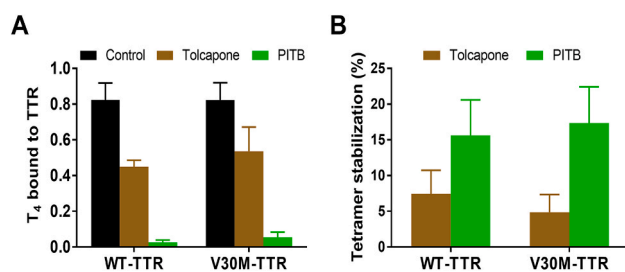 A
Control Tolcapone PITB
T4 bound to TTR
1.0
0.8
0.6
0.4
0.2
0.0
WT-TTR V30M-TTR
B
Tolcapone PITB
Tetramer stabilization (%)
25
20
15
10
5
0
WT-TTR V30M-TTR